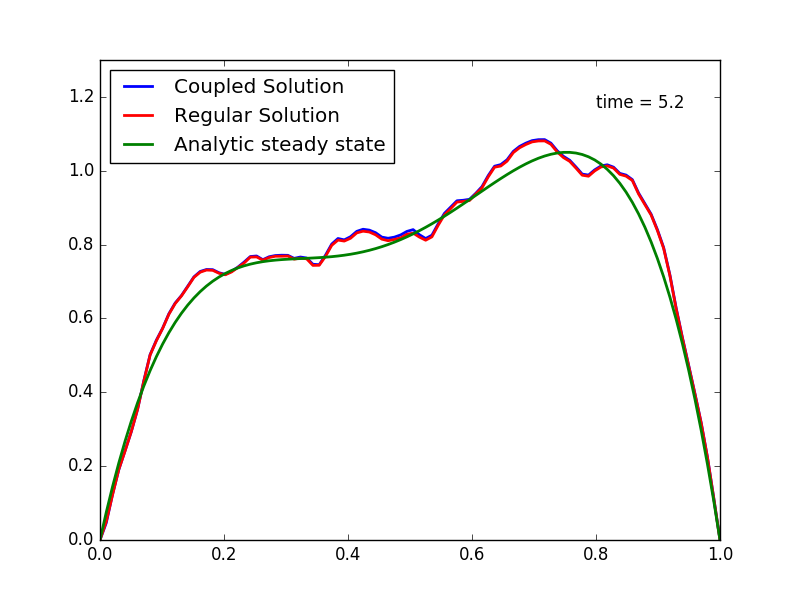 Coupled Solution
Regular Solution
Analytic steady state
time = 5.2
1.2
1.0
0.8
0.6
0.4
0.2
0.0
0.0 0.2 0.4 0.6 0.8 1.0